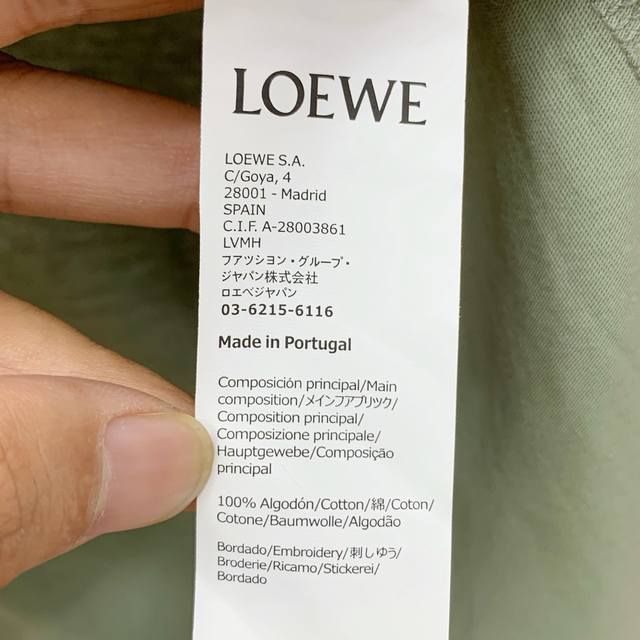 LOEWE
LOEWE S.A.
C/Goya, 4
28001 - Madrid
SPAIN
C.I.F. A-28003861
LVMH
ファツション・グループ・
ジャパン株式会社
ロエベジャパン
03-6215-6116
Made in Portugal
Composición principal/Main
composition/メインファブリック/
Composition principal/
Composizione principale/
Hauptgewebe/Composição
principal
100% Algodón/Cotton/綿/Coton/
Cotone/Baumwolle/Algodão
Bordado/Embroidery/刺しゆう/
Broderie/Ricamo/Stickerei/
Bordado